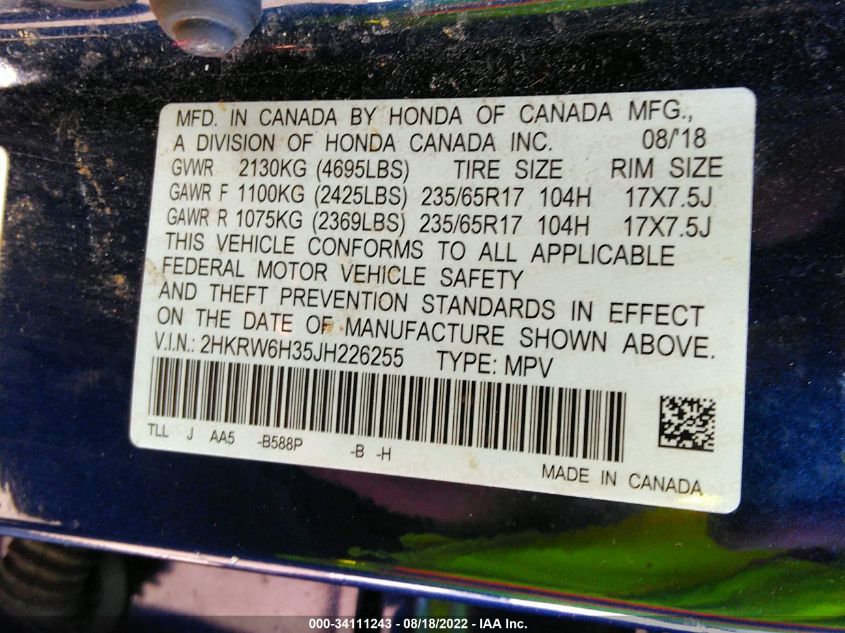 MFD. IN CANADA BY HONDA OF CANADA MFG.,
A DIVISION OF HONDA CANADA INC. 08/'18
GVWR 2130KG (4695LBS) TIRE SIZE RIM SIZE
GAWR F 1100KG (2425LBS) 235/65R17 104H 17X7.5J
GAWR R 1075KG (2369LBS) 235/65R17 104H 17X7.5J
THIS VEHICLE CONFORMS TO ALL APPLICABLE
FEDERAL MOTOR VEHICLE SAFETY
AND THEFT PREVENTION STANDARDS IN EFFECT
ON THE DATE OF MANUFACTURE SHOWN ABOVE.
V.I.N.: 2HKRW6H35JH226255 TYPE: MPV
TLL J AA5 -B588P -B -H
MADE IN CANADA
000-34111243 - 08/18/2022 - IAA Inc.